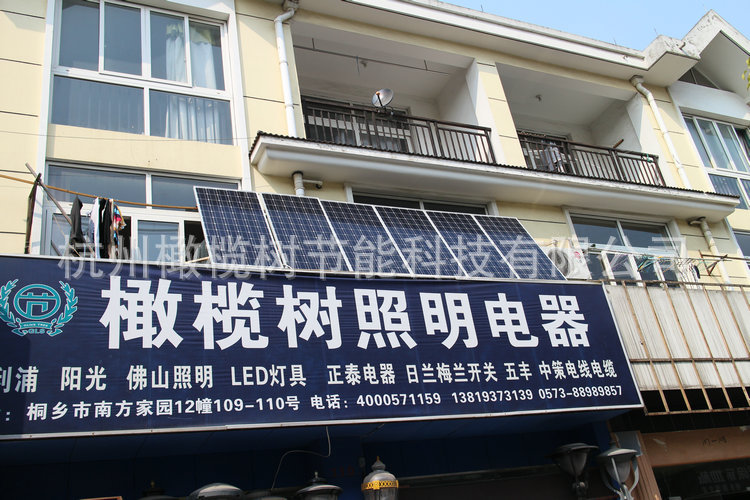 杭州橄榄树节能科技有限公司
橄榄树照明电器
利浦 阳光 佛山照明 LED灯具 正泰电器 日兰梅兰开关 五丰 中策电线电缆
: 桐乡市南方家园12幢109-110号 电话: 4000571159 13819373139 0573-88989857